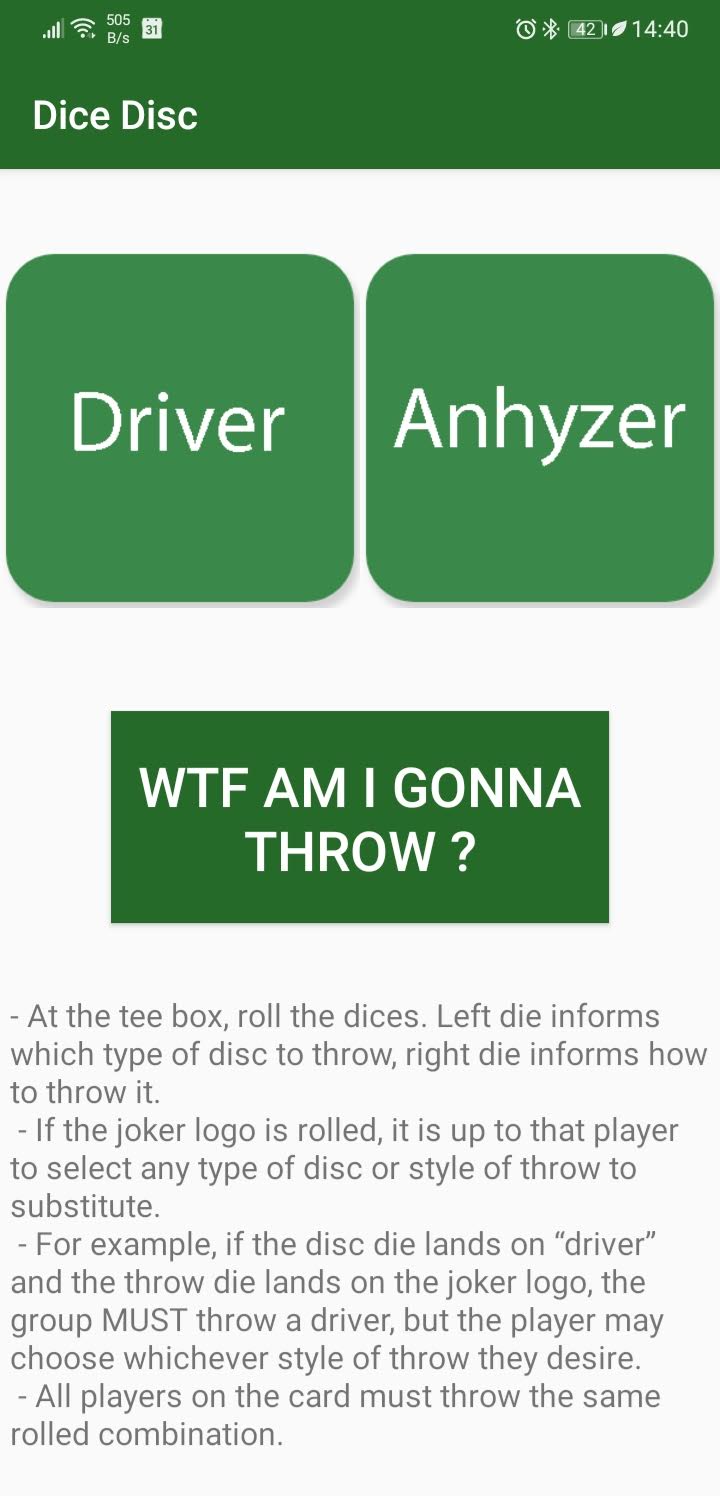 505
B/s
31
42
14:40
Dice Disc
Driver
Anhyzer
WTF AM I GONNA
THROW ?
- At the tee box, roll the dices. Left die informs
which type of disc to throw, right die informs how
to throw it.
- If the joker logo is rolled, it is up to that player
to select any type of disc or style of throw to
substitute.
- For example, if the disc die lands on “driver”
and the throw die lands on the joker logo, the
group MUST throw a driver, but the player may
choose whichever style of throw they desire.
- All players on the card must throw the same
rolled combination.